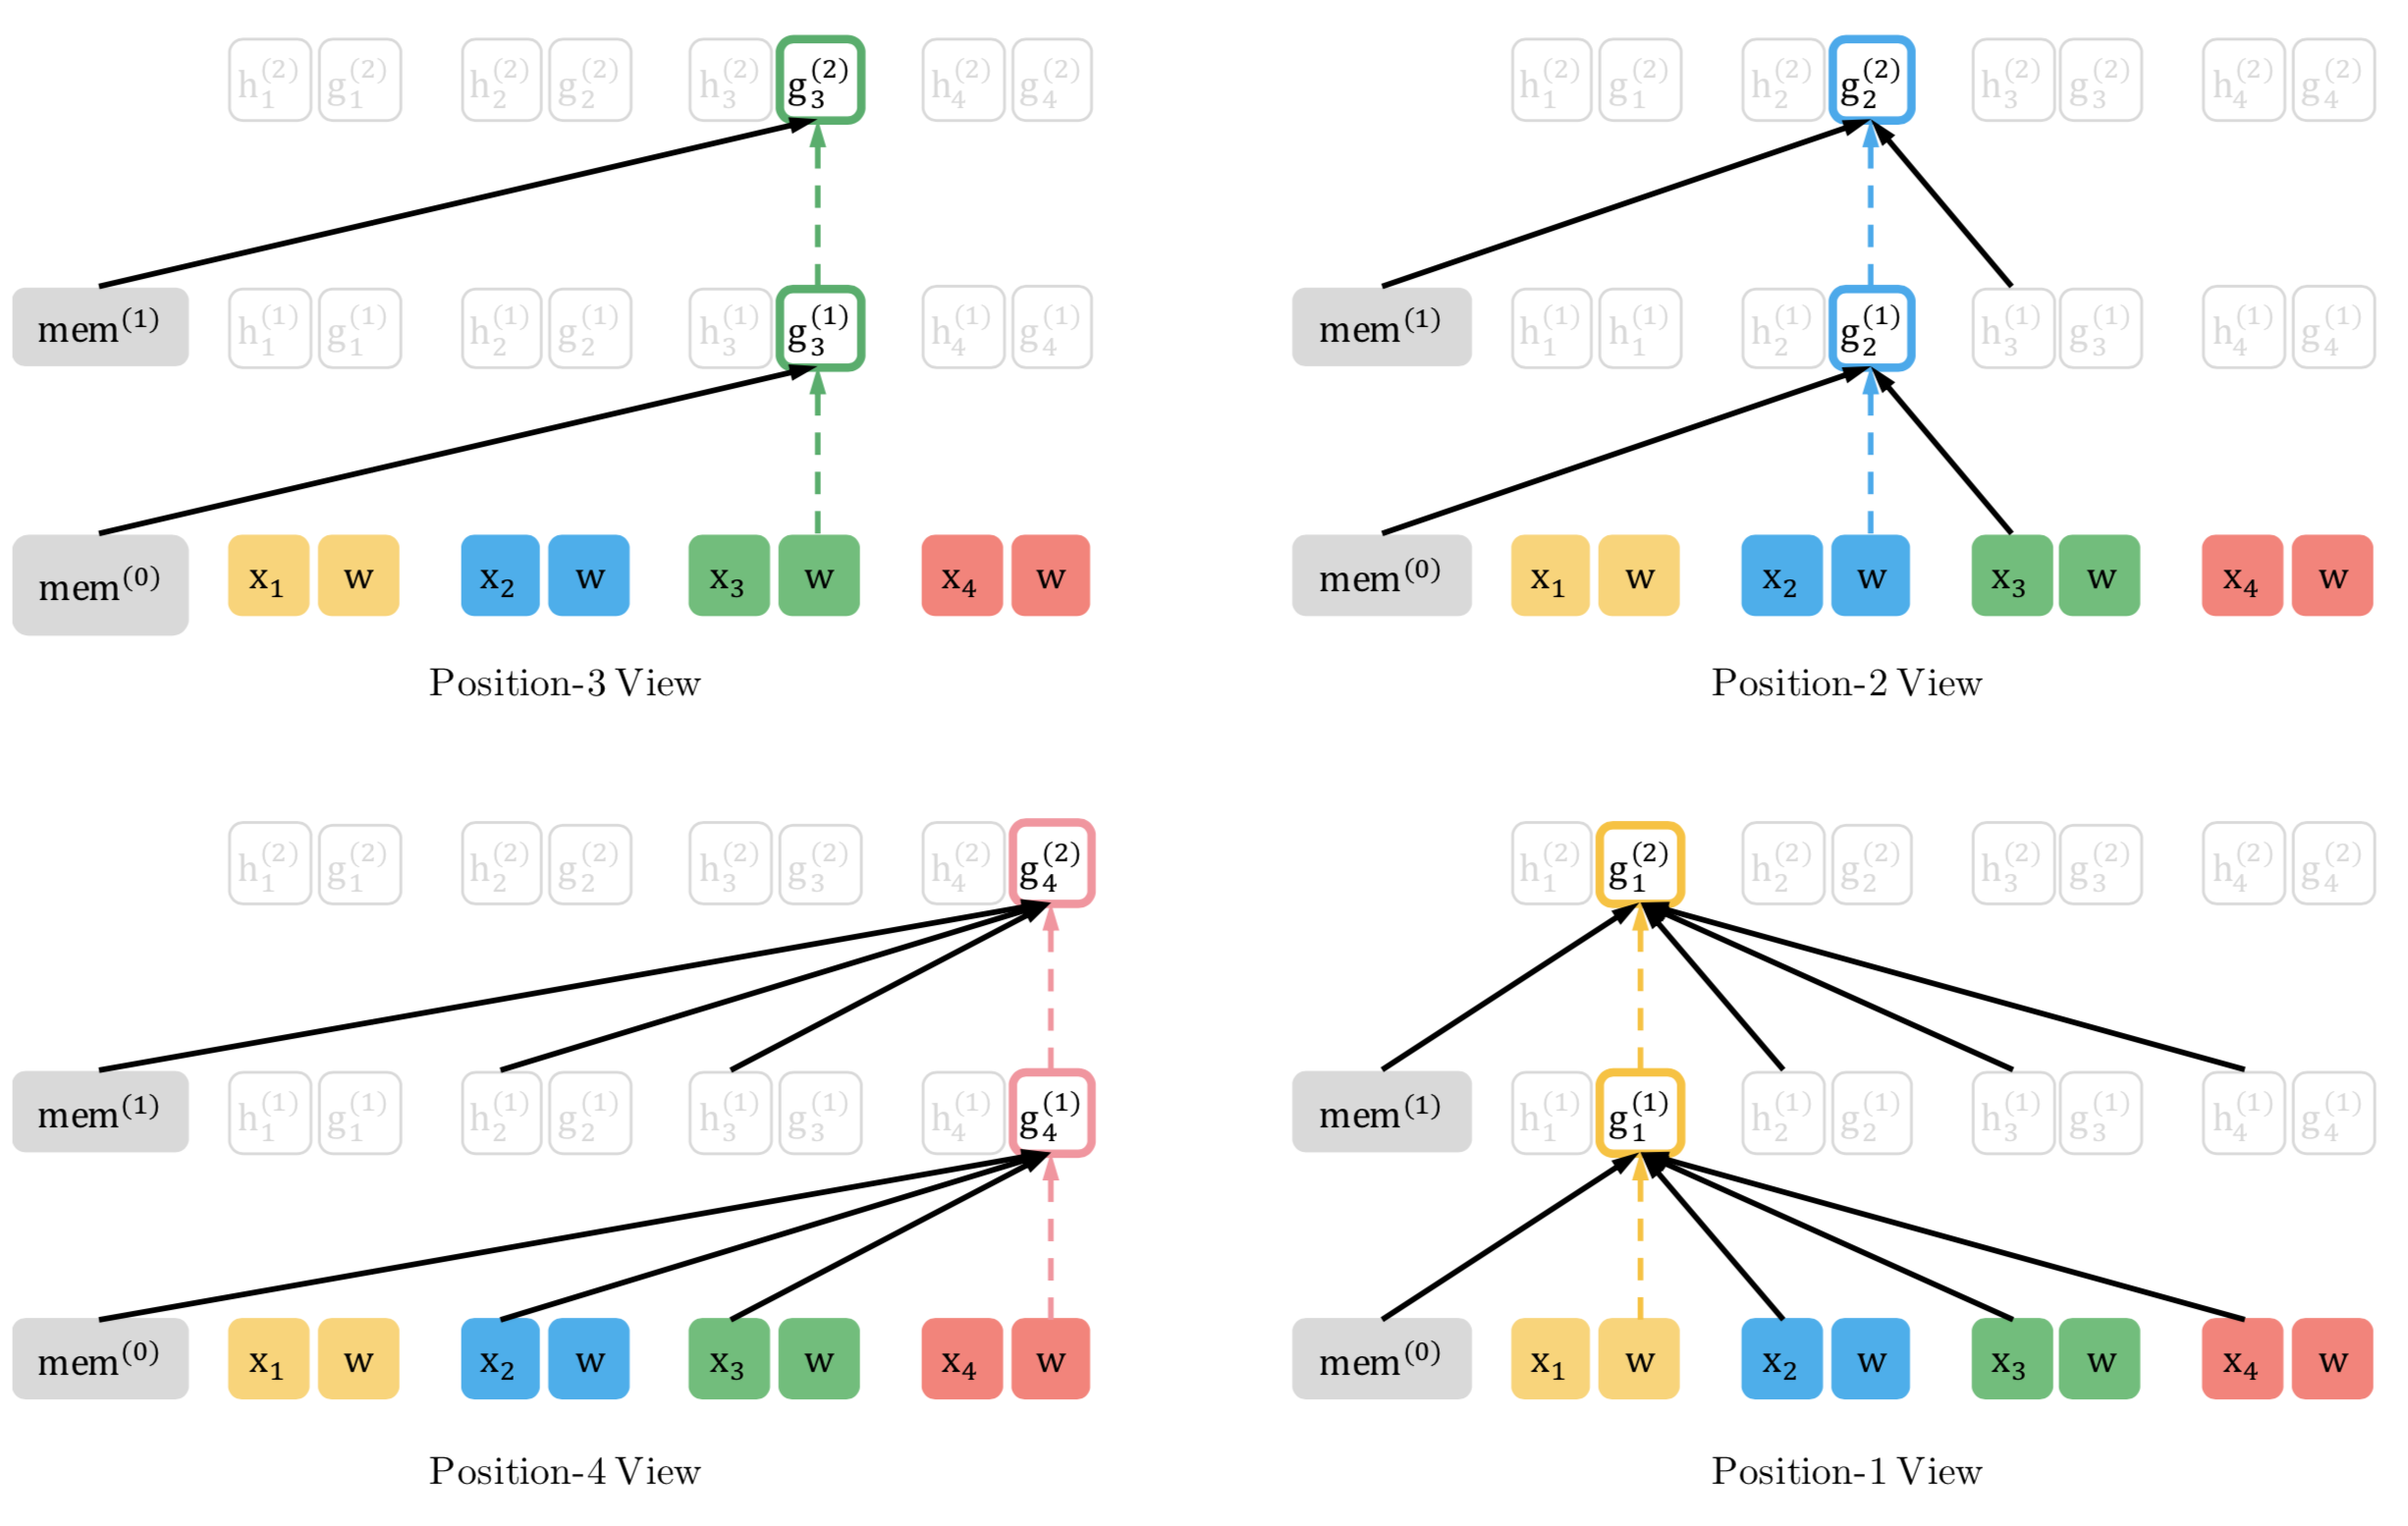 h₁⁽²⁾ g₁⁽²⁾ h₂⁽²⁾ g₂⁽²⁾ h₃⁽²⁾ g₃⁽²⁾ h₄⁽²⁾ g₄⁽²⁾
mem⁽¹⁾ h₁⁽¹⁾ g₁⁽¹⁾ h₂⁽¹⁾ g₂⁽¹⁾ h₃⁽¹⁾ g₃⁽¹⁾ h₄⁽¹⁾ g₄⁽¹⁾
mem⁽⁰⁾ x₁ w x₂ w x₃ w x₄ w
Position-3 View
h₁⁽²⁾ g₁⁽²⁾ h₂⁽²⁾ g₂⁽²⁾ h₃⁽²⁾ g₃⁽²⁾ h₄⁽²⁾ g₄⁽²⁾
mem⁽¹⁾ h₁⁽¹⁾ h₁⁽¹⁾ h₂⁽¹⁾ g₂⁽¹⁾ h₃⁽¹⁾ g₃⁽¹⁾ h₄⁽¹⁾ g₄⁽¹⁾
mem⁽⁰⁾ x₁ w x₂ w x₃ w x₄ w
Position-2 View
h₁⁽²⁾ g₁⁽²⁾ h₂⁽²⁾ g₂⁽²⁾ h₃⁽²⁾ g₃⁽²⁾ h₄⁽²⁾ g₄⁽²⁾
mem⁽¹⁾ h₁⁽¹⁾ g₁⁽¹⁾ h₂⁽¹⁾ g₂⁽¹⁾ h₃⁽¹⁾ g₃⁽¹⁾ h₄⁽¹⁾ g₄⁽¹⁾
mem⁽⁰⁾ x₁ w x₂ w x₃ w x₄ w
Position-4 View
h₁⁽²⁾ g₁⁽²⁾ h₂⁽²⁾ g₂⁽²⁾ h₃⁽²⁾ g₃⁽²⁾ h₄⁽²⁾ g₄⁽²⁾
mem⁽¹⁾ h₁⁽¹⁾ g₁⁽¹⁾ h₂⁽¹⁾ g₂⁽¹⁾ h₃⁽¹⁾ g₃⁽¹⁾ h₄⁽¹⁾ g₄⁽¹⁾
mem⁽⁰⁾ x₁ w x₂ w x₃ w x₄ w
Position-1 View